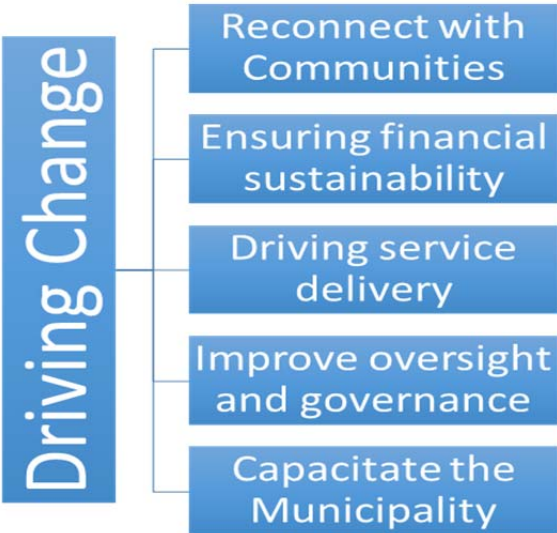 Driving Change
Reconnect with
Communities
Ensuring financial
sustainability
Driving service
delivery
Improve oversight
and governance
Capacitate the
Municipality